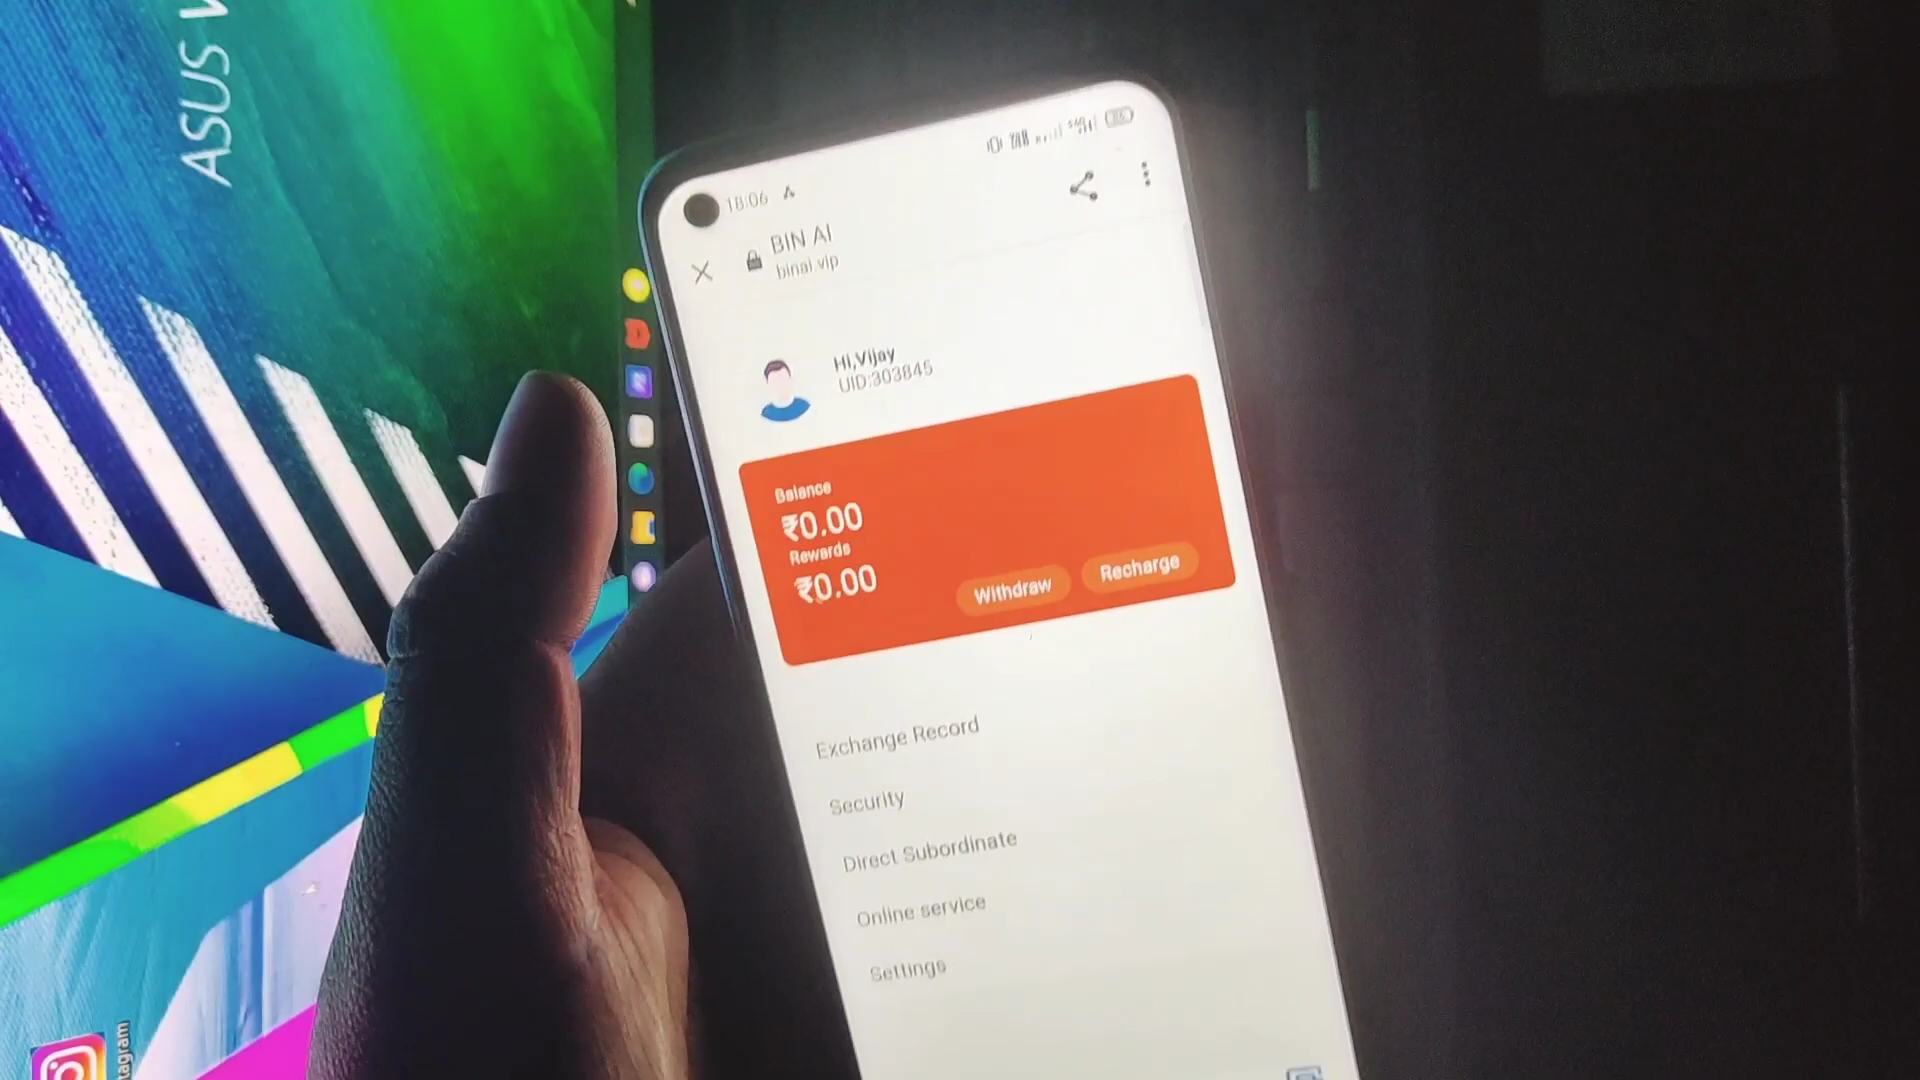 ASUS
18:06
BIN AI
binai.vip
Hi,Vijay
UID:303845
Balance
₹0.00
Rewards
₹0.00
Withdraw
Recharge
Exchange Record
Security
Direct Subordinate
Online service
Settings
tagram